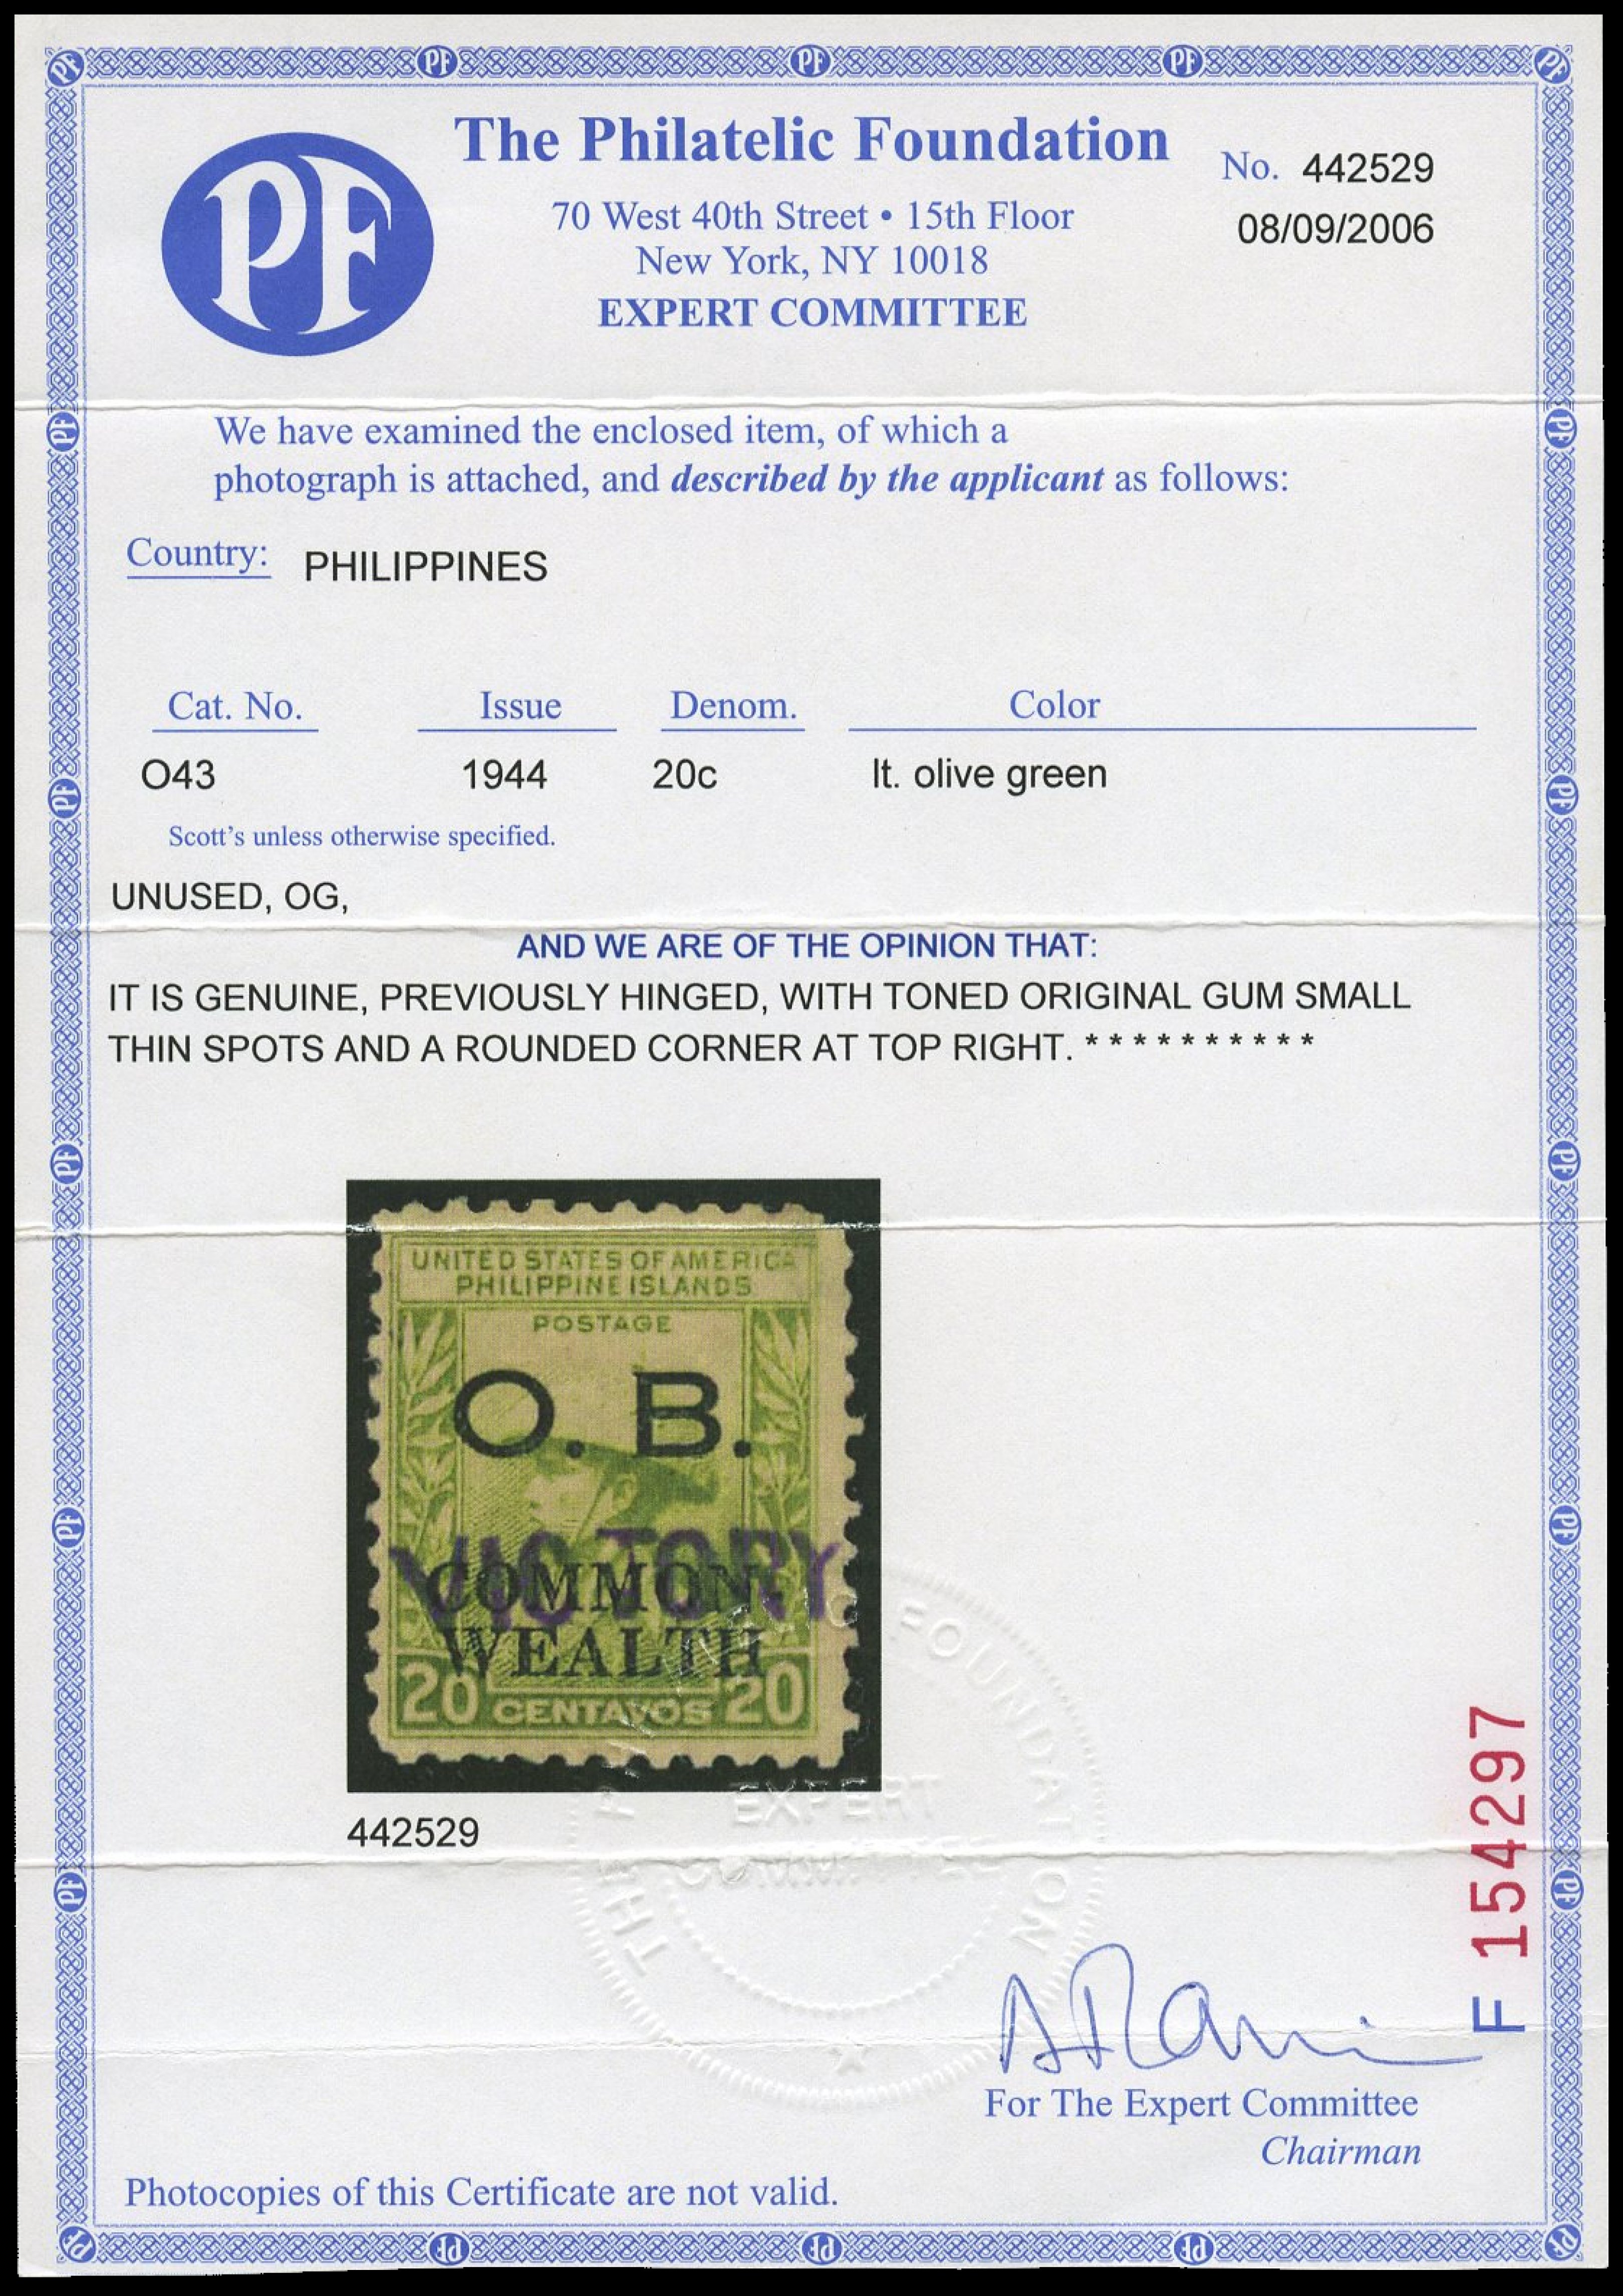 The Philatelic Foundation
PF
No. 442529
70 West 40th Street • 15th Floor
08/09/2006
New York, NY 10018
EXPERT COMMITTEE
We have examined the enclosed item, of which a
photograph is attached, and described by the applicant as follows:
Country: PHILIPPINES
Cat. No. Issue Denom. Color
O43 1944 20c lt. olive green
Scott's unless otherwise specified.
UNUSED, OG,
AND WE ARE OF THE OPINION THAT:
IT IS GENUINE, PREVIOUSLY HINGED, WITH TONED ORIGINAL GUM SMALL
THIN SPOTS AND A ROUNDED CORNER AT TOP RIGHT. * * * * * * * * * *
UNITED STATES OF AMERICA
PHILIPPINE ISLANDS
POSTAGE
O. B.
VICTORY
COMMON-
WEALTH
20 CENTAVOS 20
442529
THE PHILATELIC FOUNDATION
EXPERT
COMMITTEE
F 154297
For The Expert Committee
Chairman
Photocopies of this Certificate are not valid.